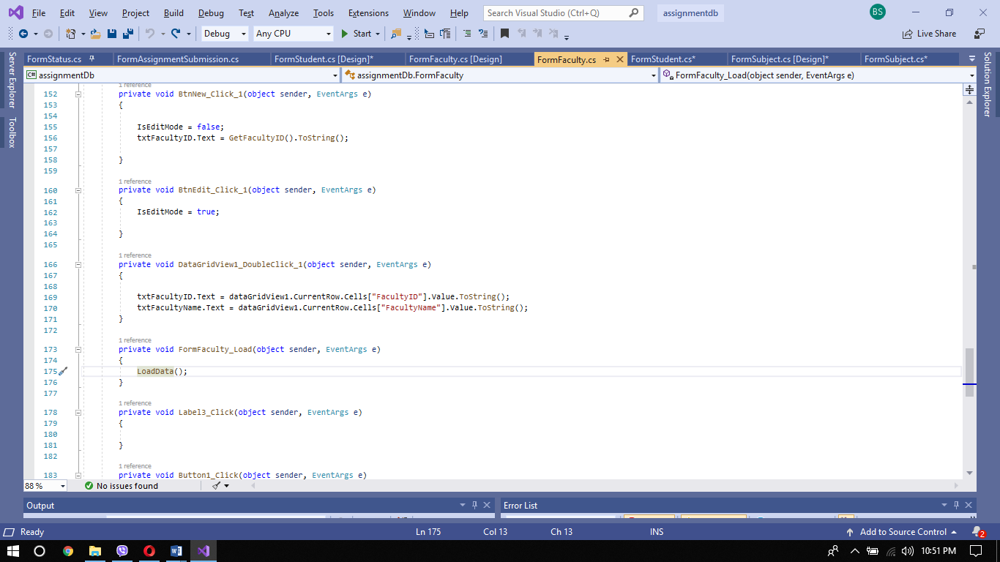 File Edit View Project Build Debug Test Analyze Tools Extensions Window Help Search Visual Studio (Ctrl+Q) assignmentdb BS
Debug Any CPU Start Live Share
FormStatus.cs FormAssignmentSubmission.cs FormStudent.cs [Design]* FormFaculty.cs [Design] FormFaculty.cs FormStudent.cs* FormSubject.cs [Design]* FormSubject.cs*
C# assignmentDb assignmentDb.FormFaculty FormFaculty_Load(object sender, EventArgs e)
Server Explorer
Toolbox
Solution Explorer
1 reference
152 private void BtnNew_Click_1(object sender, EventArgs e)
153 {
154
155 IsEditMode = false;
156 txtFacultyID.Text = GetFacultyID().ToString();
157
158 }
159
1 reference
160 private void BtnEdit_Click_1(object sender, EventArgs e)
161 {
162 IsEditMode = true;
163
164 }
165
1 reference
166 private void DataGridView1_DoubleClick_1(object sender, EventArgs e)
167 {
168
169 txtFacultyID.Text = dataGridView1.CurrentRow.Cells["FacultyID"].Value.ToString();
170 txtFacultyName.Text = dataGridView1.CurrentRow.Cells["FacultyName"].Value.ToString();
171 }
172
1 reference
173 private void FormFaculty_Load(object sender, EventArgs e)
174 {
175 LoadData();
176 }
177
1 reference
178 private void Label3_Click(object sender, EventArgs e)
179 {
180
181 }
182
1 reference
183 private void Button1_Click(object sender, EventArgs e)
88 % No issues found
Output Error List
Ready Ln 175 Col 13 Ch 13 INS Add to Source Control 2
10:51 PM